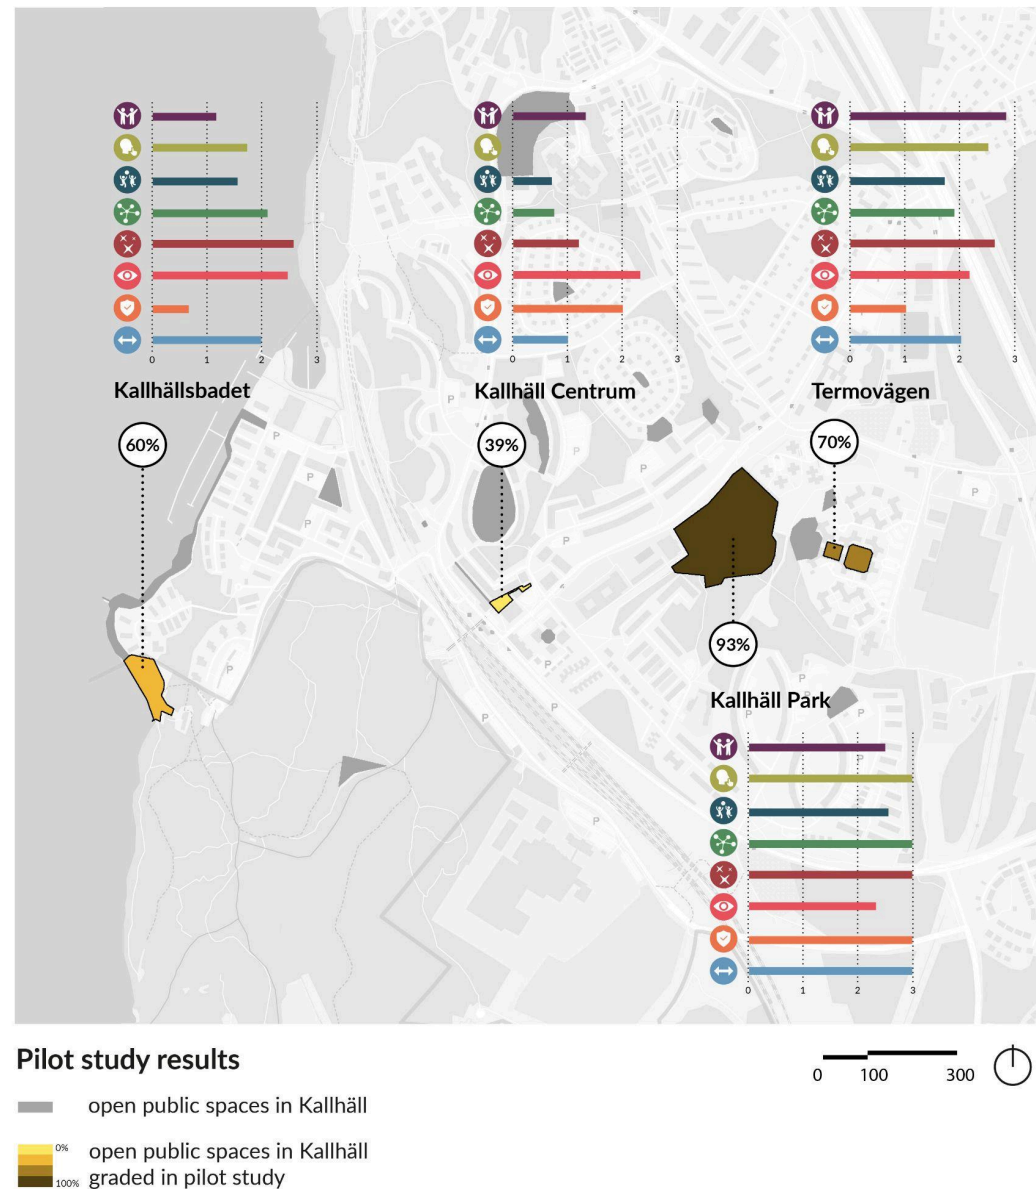 0 1 2 3
0 1 2 3
0 1 2 3
Kallhällsbadet
Kallhäll Centrum
Termovägen
60%
39%
70%
P
P
P
P
P
P
P
P
P
P
P
93%
Kallhäll Park
0 1 2 3
Pilot study results
0 100 300
open public spaces in Kallhäll
0%
100%
open public spaces in Kallhäll
graded in pilot study